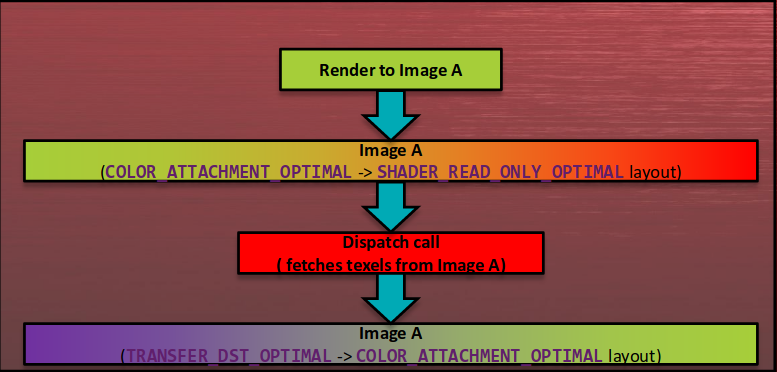 Render to Image A
Image A
(COLOR_ATTACHMENT_OPTIMAL -> SHADER_READ_ONLY_OPTIMAL layout)
Dispatch call
( fetches texels from Image A)
Image A
(TRANSFER_DST_OPTIMAL -> COLOR_ATTACHMENT_OPTIMAL layout)